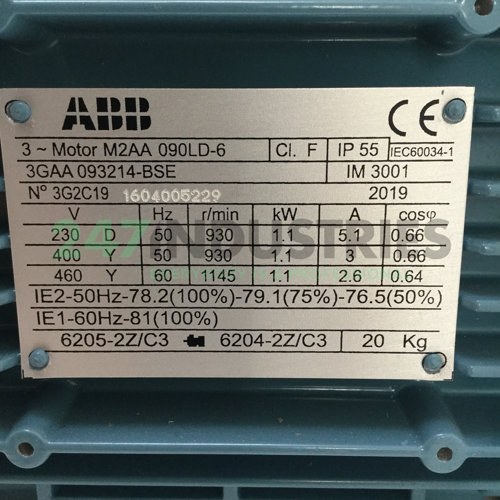 ABB CE
3 ~ Motor M2AA 090LD-6 Cl. F IP 55 IEC60034-1
3GAA 093214-BSE IM 3001
N° 3G2C19 1604005229 2019
V Hz r/min kW A cosφ
230 D 50 930 1.1 5.1 0.66
400 Y 50 930 1.1 3 0.66
460 Y 60 1145 1.1 2.6 0.64
247 INDUSTRIES
IE2-50Hz-78.2(100%)-79.1(75%)-76.5(50%)
IE1-60Hz-81(100%)
6205-2Z/C3 6204-2Z/C3 20 Kg